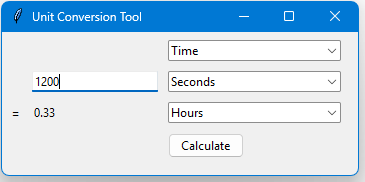 Unit Conversion Tool
Time
1200 Seconds
= 0.33 Hours
Calculate